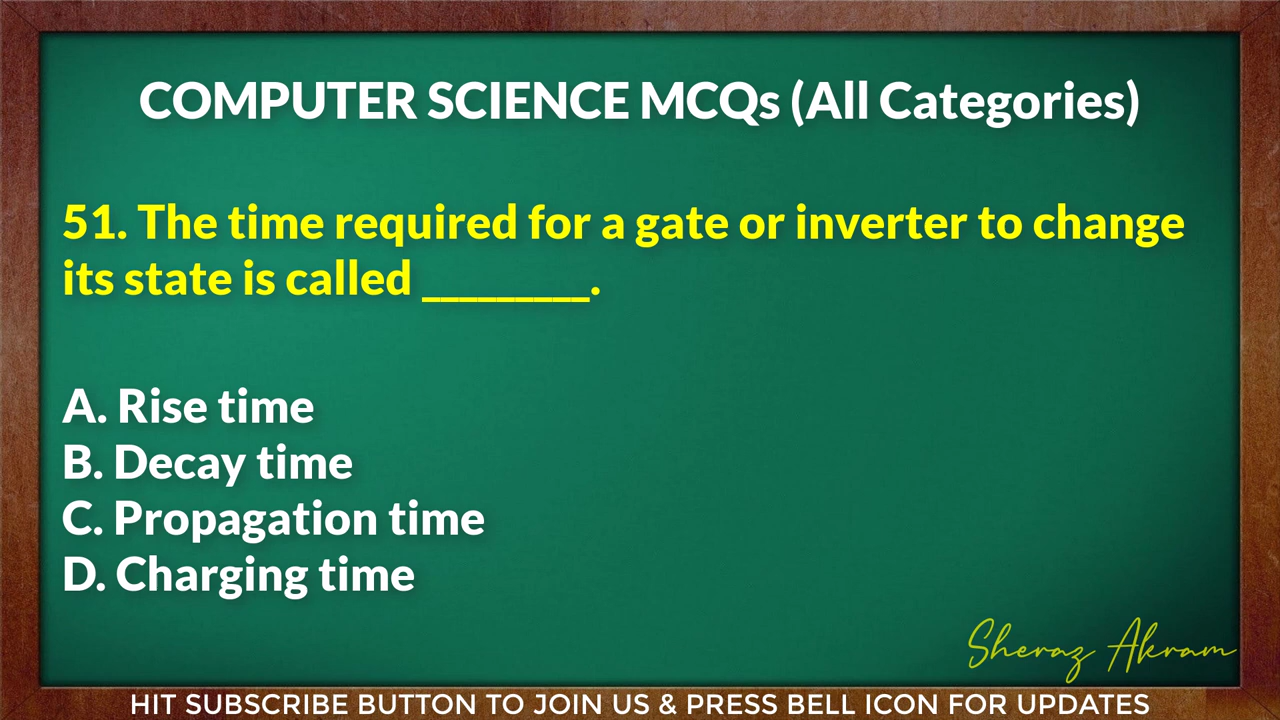 COMPUTER SCIENCE MCQs (All Categories)
51. The time required for a gate or inverter to change
its state is called _________.
A. Rise time
B. Decay time
C. Propagation time
D. Charging time
Sheraz Akram
HIT SUBSCRIBE BUTTON TO JOIN US & PRESS BELL ICON FOR UPDATES